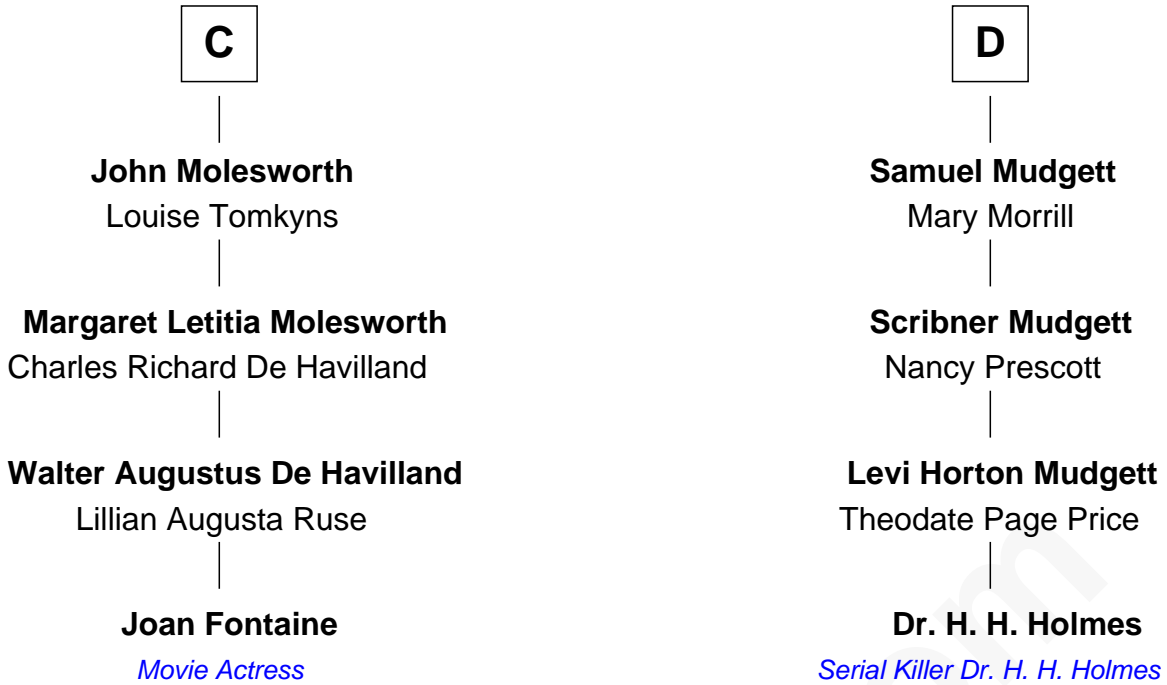 C
John Molesworth
Louise Tomkyns
Margaret Letitia Molesworth
Charles Richard De Havilland
Walter Augustus De Havilland
Lillian Augusta Ruse
Joan Fontaine
Movie Actress
D
Samuel Mudgett
Mary Morrill
Scribner Mudgett
Nancy Prescott
Levi Horton Mudgett
Theodate Page Price
Dr. H. H. Holmes
Serial Killer Dr. H. H. Holmes